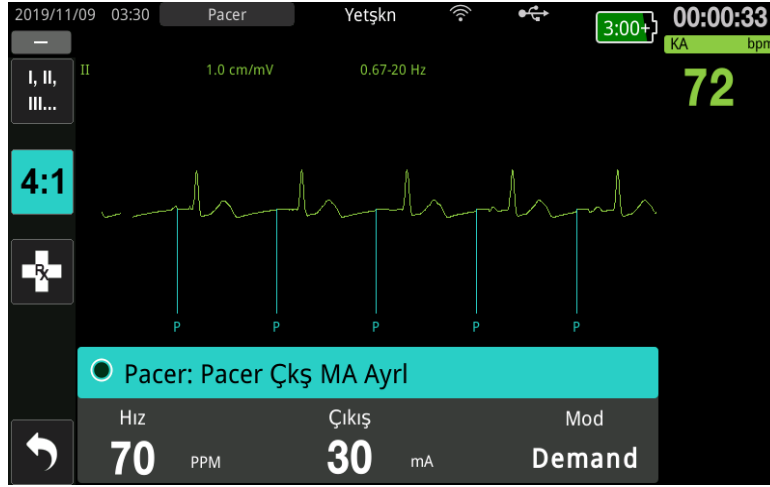 2019/11/09 03:30 Pacer Yetşkn 3:00+ 00:00:33
KA bpm
72
I, II,
III...
II 1.0 cm/mV 0.67-20 Hz
4:1
Rx
P P P P P
Pacer: Pacer Çkş MA Ayrl
Hız Çıkış Mod
70 PPM 30 mA Demand